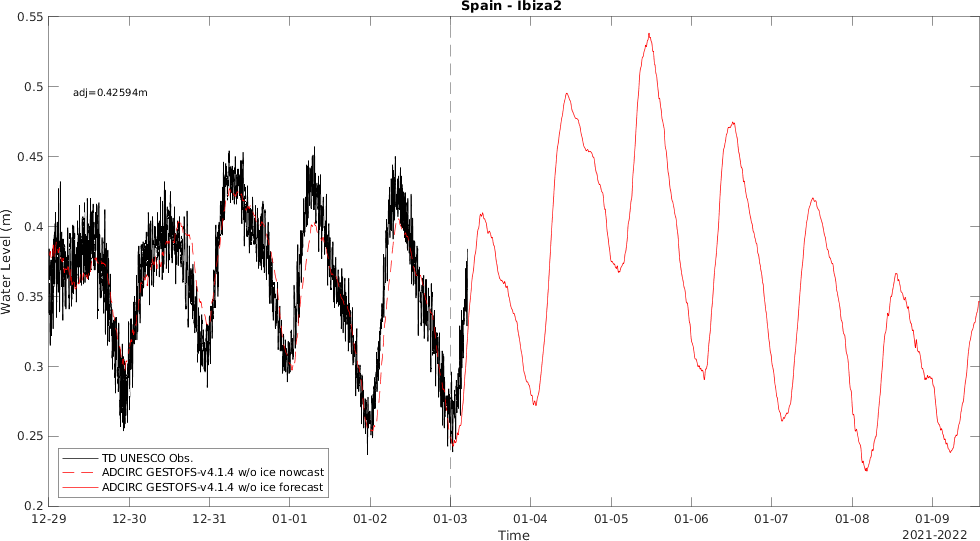 Spain - Ibiza2
0.55
0.5
0.45
0.4
0.35
0.3
0.25
0.2
Water Level (m)
adj=0.42594m
TD UNESCO Obs.
ADCIRC GESTOFS-v4.1.4 w/o ice nowcast
ADCIRC GESTOFS-v4.1.4 w/o ice forecast
12-29 12-30 12-31 01-01 01-02 01-03 01-04 01-05 01-06 01-07 01-08 01-09
Time
2021-2022